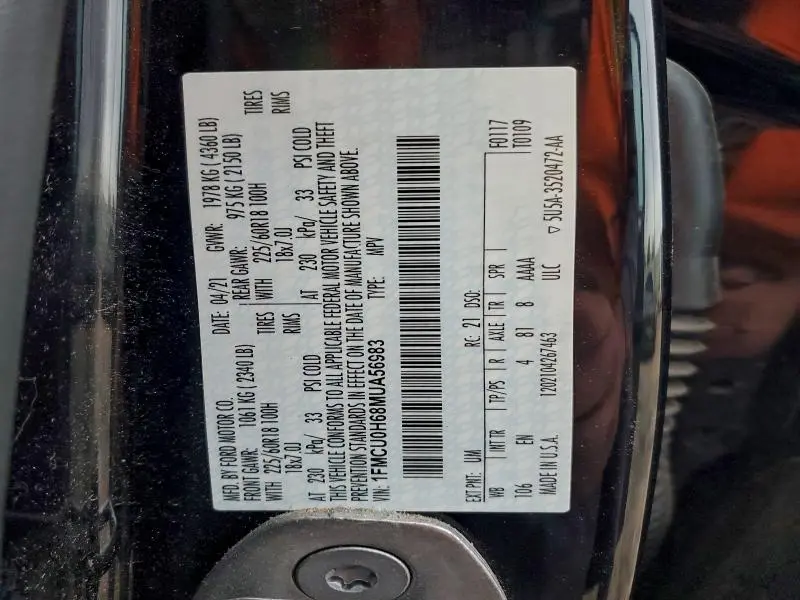 MFD. BY FORD MOTOR CO. DATE: 04/21 GVWR: 1978 KG ( 4360 LB)
FRONT GAWR: 1061 KG ( 2340 LB) REAR GAWR: 975 KG ( 2150 LB)
WITH 225/60R18 100H TIRES WITH 225/60R18 100H TIRES
18x7.0J RIMS 18x7.0J RIMS
AT 230 kPa/ 33 PSI COLD AT 230 kPa/ 33 PSI COLD
THIS VEHICLE CONFORMS TO ALL APPLICABLE FEDERAL MOTOR VEHICLE SAFETY AND THEFT
PREVENTION STANDARDS IN EFFECT ON THE DATE OF MANUFACTURE SHOWN ABOVE.
VIN: 1FMCU0H68MUA56983 TYPE: MPV
F0117
EXT PNT: UM RC: 21 DSO: T0109
WB INT TR TP/PS R AXLE TR SPR
106 EN 4 81 8 AAAA
MADE IN U.S.A. 120210426​7463 ULC
▽ 5U5A-3520472-AA